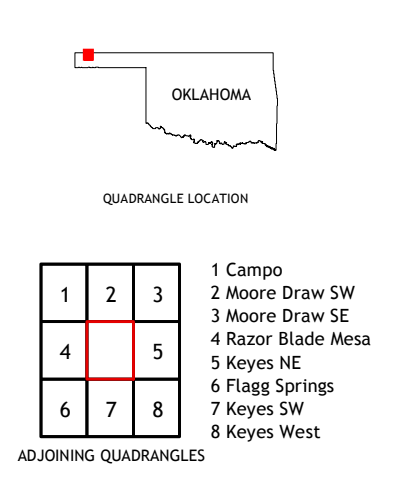 OKLAHOMA
QUADRANGLE LOCATION
1 2 3
4 5
6 7 8
1 Campo
2 Moore Draw SW
3 Moore Draw SE
4 Razor Blade Mesa
5 Keyes NE
6 Flagg Springs
7 Keyes SW
8 Keyes West
ADJOINING QUADRANGLES